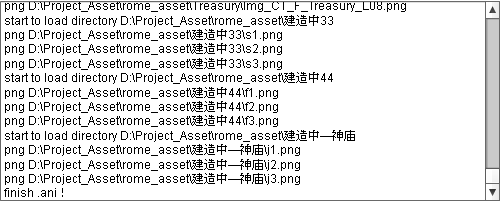 png D:\Project_Asset\rome_asset\Treasury\Img_CT_F_Treasury_L08.png
start to load directory D:\Project_Asset\rome_asset\建造中33
png D:\Project_Asset\rome_asset\建造中33\s1.png
png D:\Project_Asset\rome_asset\建造中33\s2.png
png D:\Project_Asset\rome_asset\建造中33\s3.png
start to load directory D:\Project_Asset\rome_asset\建造中44
png D:\Project_Asset\rome_asset\建造中44\f1.png
png D:\Project_Asset\rome_asset\建造中44\f2.png
png D:\Project_Asset\rome_asset\建造中44\f3.png
start to load directory D:\Project_Asset\rome_asset\建造中—神庙
png D:\Project_Asset\rome_asset\建造中—神庙\j1.png
png D:\Project_Asset\rome_asset\建造中—神庙\j2.png
png D:\Project_Asset\rome_asset\建造中—神庙\j3.png
finish .ani !